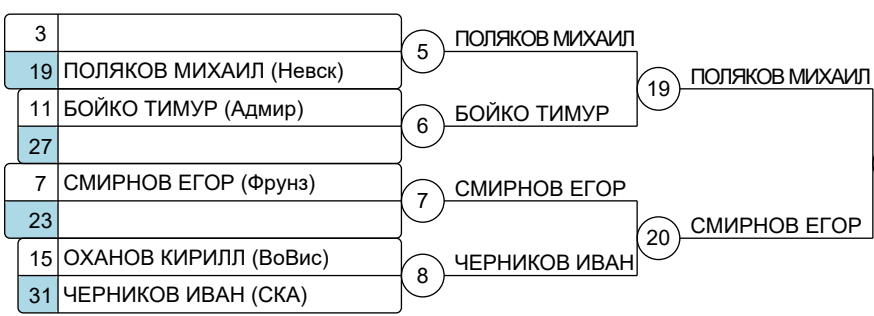 3
19 ПОЛЯКОВ МИХАИЛ (Невск)
11 БОЙКО ТИМУР (Адмир)
27
7 СМИРНОВ ЕГОР (Фрунз)
23
15 ОХАНОВ КИРИЛЛ (ВоВис)
31 ЧЕРНИКОВ ИВАН (СКА)
5 ПОЛЯКОВ МИХАИЛ
6 БОЙКО ТИМУР
7 СМИРНОВ ЕГОР
8 ЧЕРНИКОВ ИВАН
19 ПОЛЯКОВ МИХАИЛ
20 СМИРНОВ ЕГОР